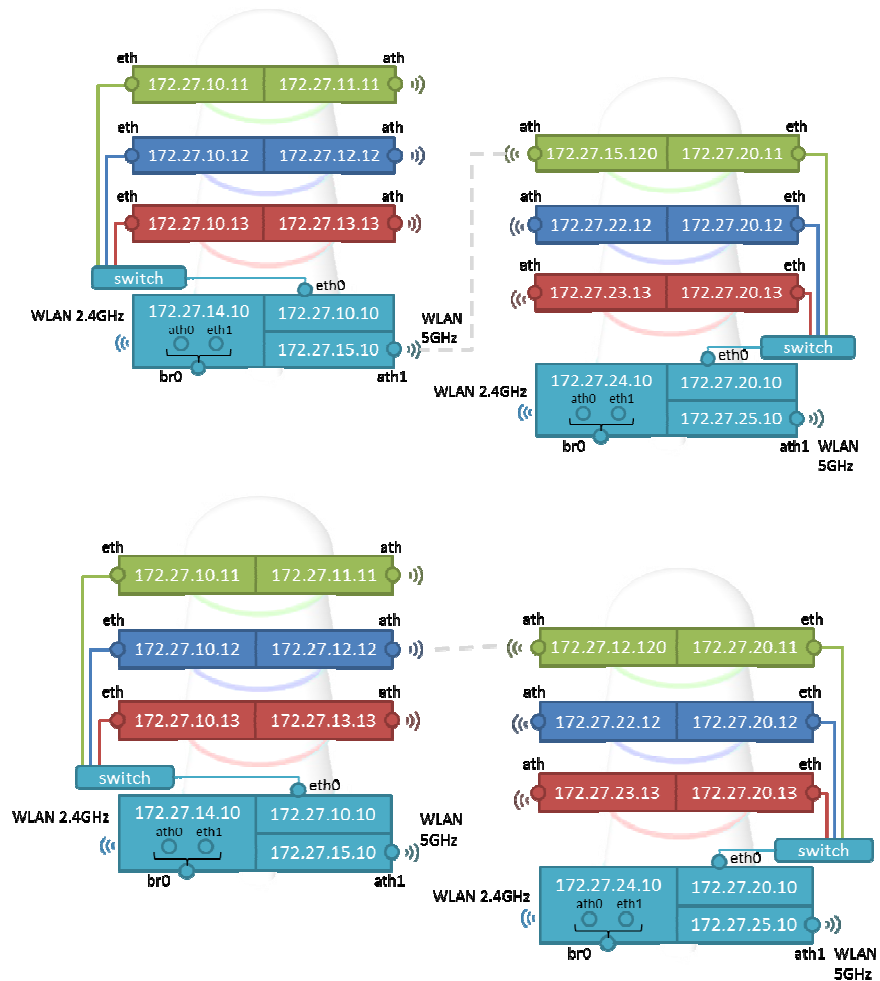 eth ath
172.27.10.11 172.27.11.11
eth ath
172.27.10.12 172.27.12.12
eth ath
172.27.10.13 172.27.13.13
switch
eth0
WLAN 2.4GHz
172.27.14.10 172.27.10.10
ath0 eth1
172.27.15.10
WLAN
5GHz
br0 ath1
ath eth
172.27.15.120 172.27.20.11
172.27.22.12 172.27.20.12
eth
172.27.23.13 172.27.20.13
switch
eth0
WLAN 2.4GHz
172.27.24.10 172.27.20.10
ath0 eth1
172.27.25.10
br0 ath1 WLAN
5GHz
eth ath
172.27.10.11 172.27.11.11
eth ath
172.27.10.12 172.27.12.12
eth ath
172.27.10.13 172.27.13.13
switch
eth0
WLAN 2.4GHz
172.27.14.10 172.27.10.10
ath0 eth1
172.27.15.10
WLAN
5GHz
br0 ath1
ath eth
172.27.12.120 172.27.20.11
ath eth
172.27.22.12 172.27.20.12
ath eth
172.27.23.13 172.27.20.13
switch
eth0
WLAN 2.4GHz
172.27.24.10 172.27.20.10
ath0 eth1
172.27.25.10
br0 ath1 WLAN
5GHz